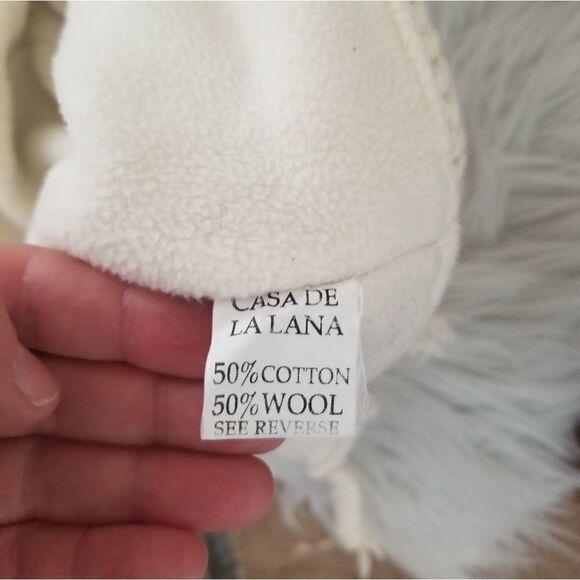 CASA DE
LA LANA
50% COTTON
50% WOOL
SEE REVERSE